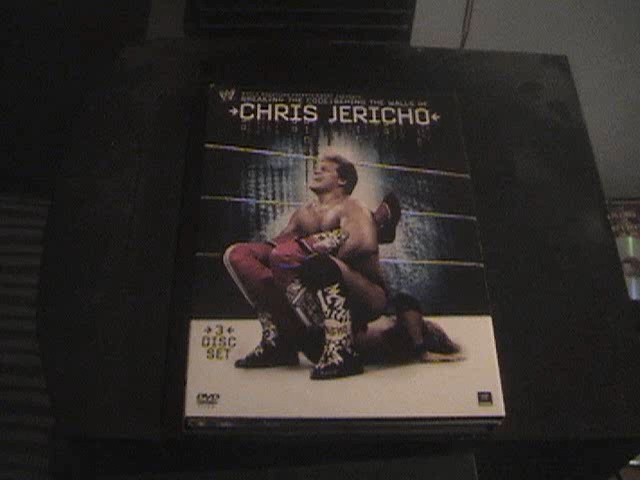 BREAKING THE CODE: BEHIND THE WALLS OF
CHRIS JERICHO
3
DISC
SET
DVD